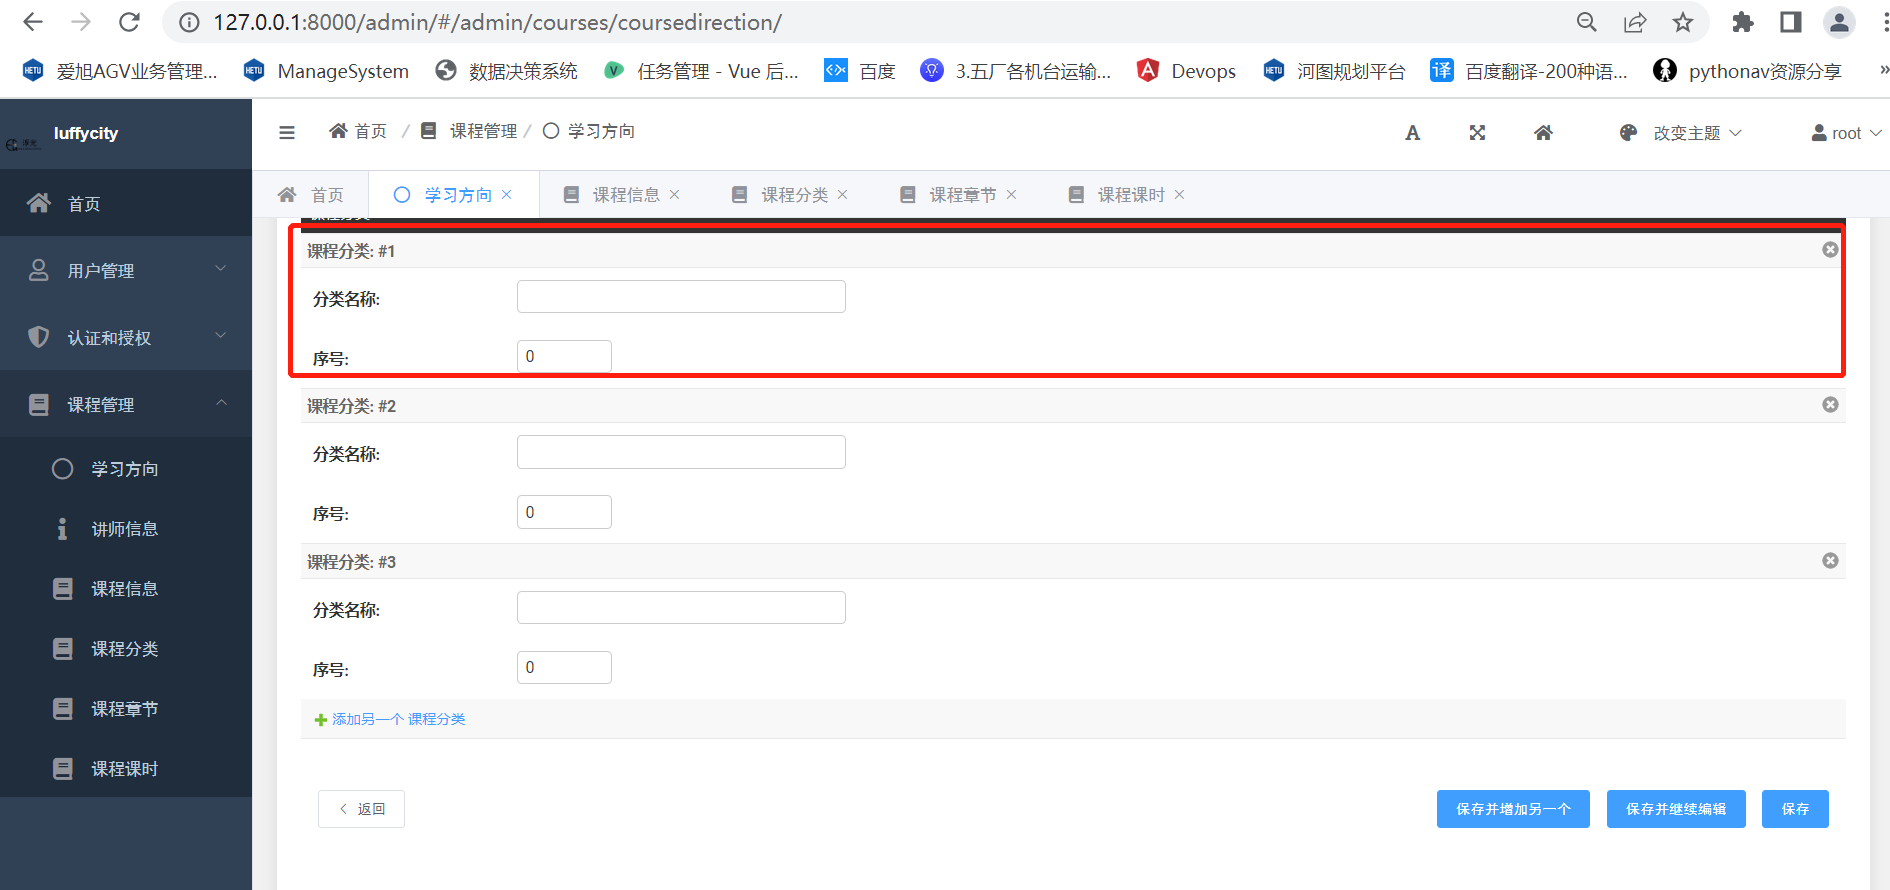 127.0.0.1:8000/admin/#/admin/courses/coursedirection/
爱旭AGV业务管理... ManageSystem 数据决策系统 任务管理 - Vue 后... 百度 3.五厂各机台运输... Devops 河图规划平台 百度翻译-200种语... pythonav资源分享 »
luffycity
首页 / 课程管理 / 学习方向
改变主题 root
首页 学习方向 × 课程信息 × 课程分类 × 课程章节 × 课程课时 ×
首页
用户管理
认证和授权
课程管理
学习方向
讲师信息
课程信息
课程分类
课程章节
课程课时
课程分类
课程分类: #1
分类名称:
序号: 0
课程分类: #2
分类名称:
序号: 0
课程分类: #3
分类名称:
序号: 0
添加另一个 课程分类
返回 保存并增加另一个 保存并继续编辑 保存